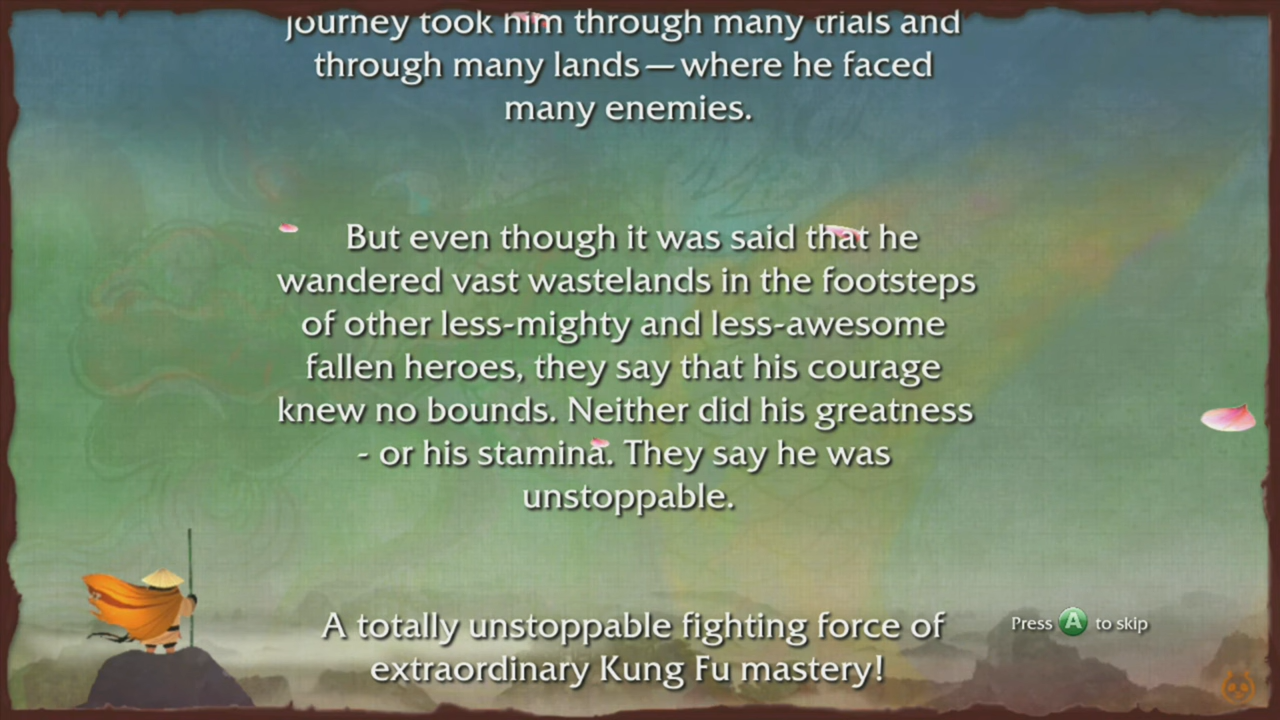 journey took him through many trials and
through many lands—where he faced
many enemies.
But even though it was said that he
wandered vast wastelands in the footsteps
of other less-mighty and less-awesome
fallen heroes, they say that his courage
knew no bounds. Neither did his greatness
- or his stamina. They say he was
unstoppable.
A totally unstoppable fighting force of
extraordinary Kung Fu mastery!
Press A to skip